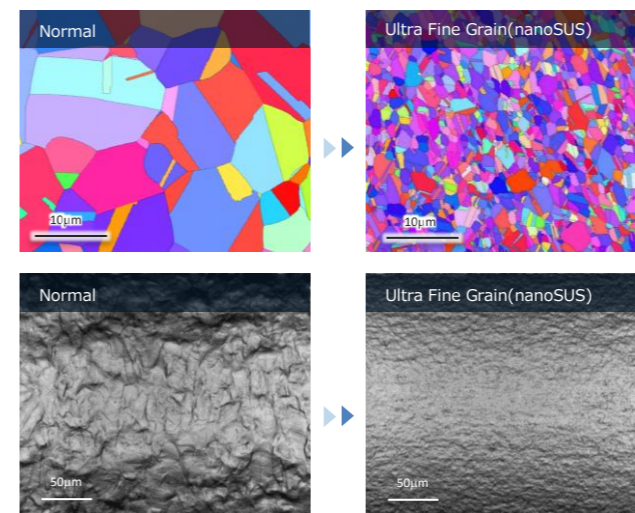 Normal
Ultra Fine Grain(nanoSUS)
10μm
10μm
Normal
Ultra Fine Grain(nanoSUS)
50μm
50μm